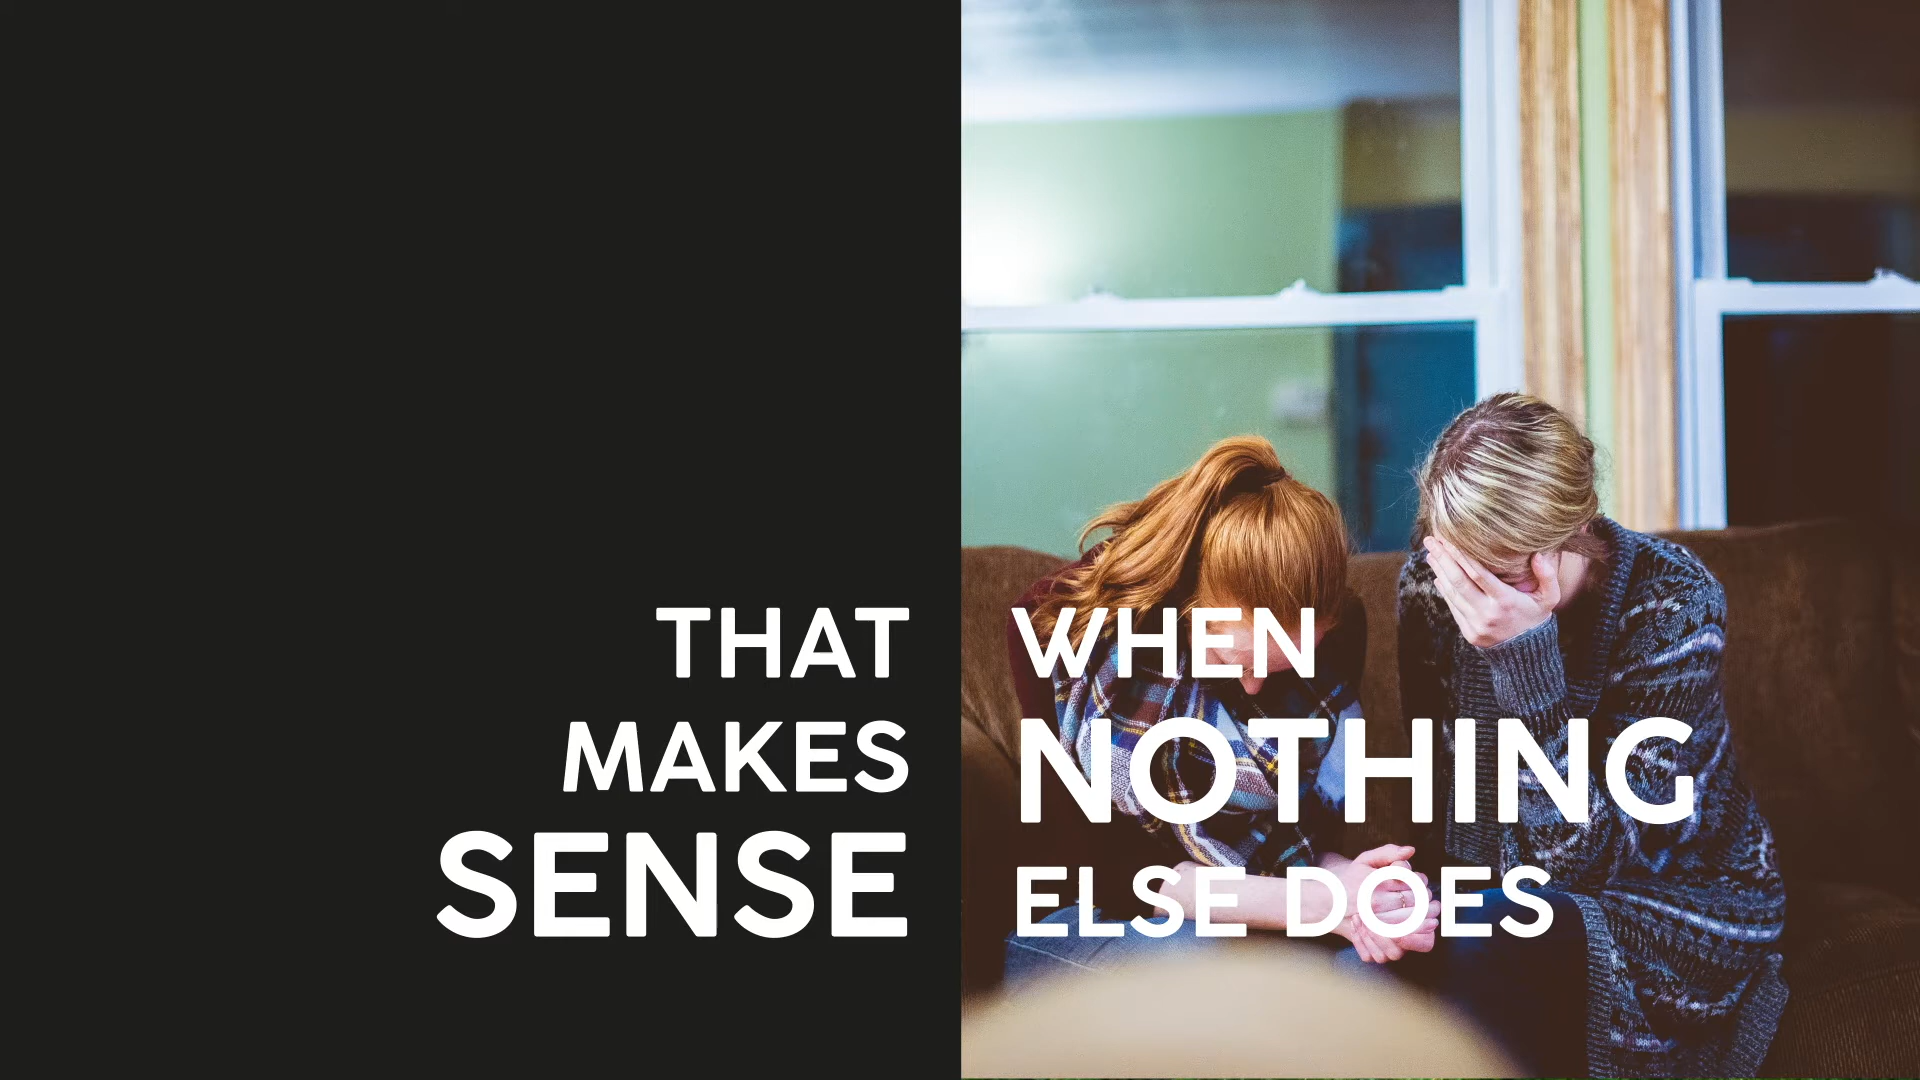 THAT
MAKES
SENSE
WHEN
NOTHING
ELSE DOES